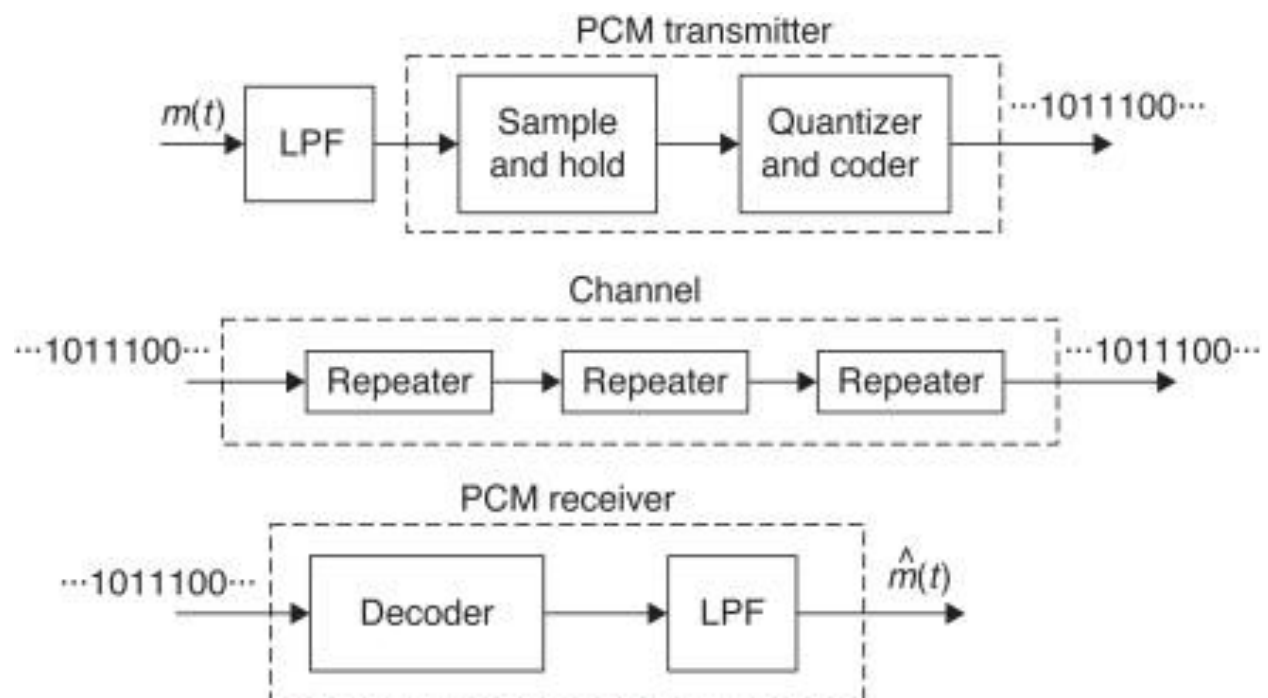 PCM transmitter
m(t)
LPF
Sample
and hold
Quantizer
and coder
···1011100···
Channel
···1011100···
Repeater
Repeater
Repeater
···1011100···
PCM receiver
···1011100···
Decoder
LPF
m̂(t)